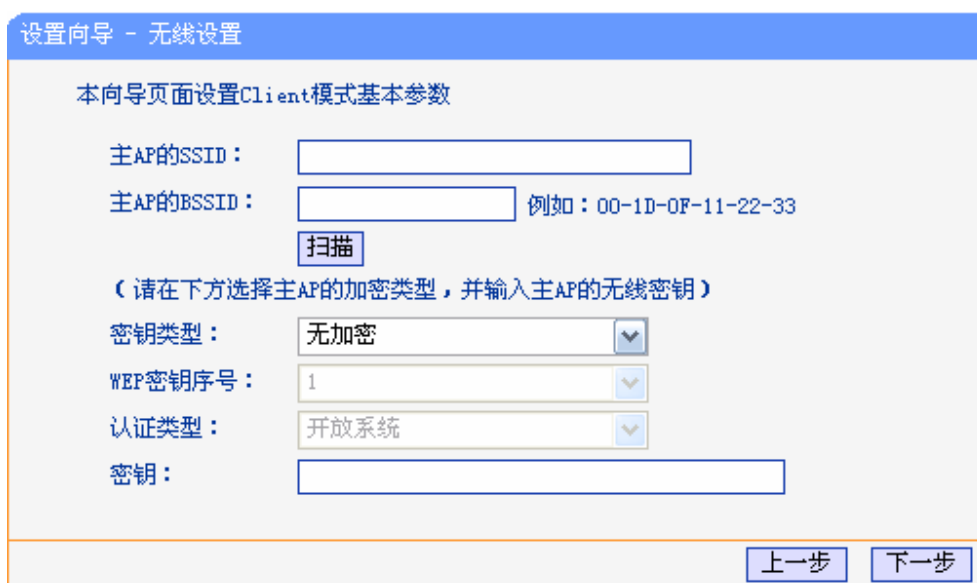 设置向导 - 无线设置
本向导页面设置Client模式基本参数
主AP的SSID：
主AP的BSSID： 例如：00-1D-0F-11-22-33
扫描
（请在下方选择主AP的加密类型，并输入主AP的无线密钥）
密钥类型： 无加密
WEP密钥序号： 1
认证类型： 开放系统
密钥：
上一步 下一步